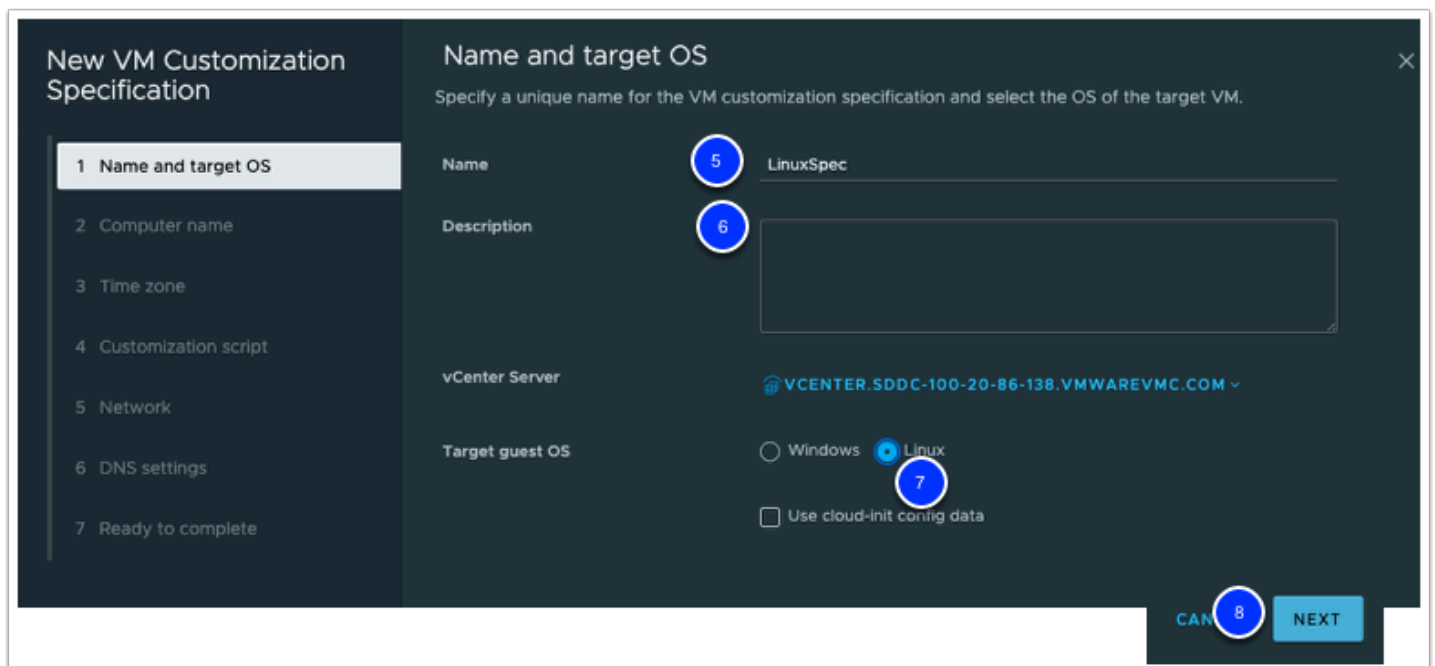 New VM Customization
Specification
1 Name and target OS
2 Computer name
3 Time zone
4 Customization script
5 Network
6 DNS settings
7 Ready to complete
Name and target OS
Specify a unique name for the VM customization specification and select the OS of the target VM.
Name 5 LinuxSpec
Description 6
vCenter Server VCENTER.SDDC-100-20-86-138.VMWAREVMC.COM
Target guest OS Windows Linux
7
Use cloud-init config data
CAN 8 NEXT